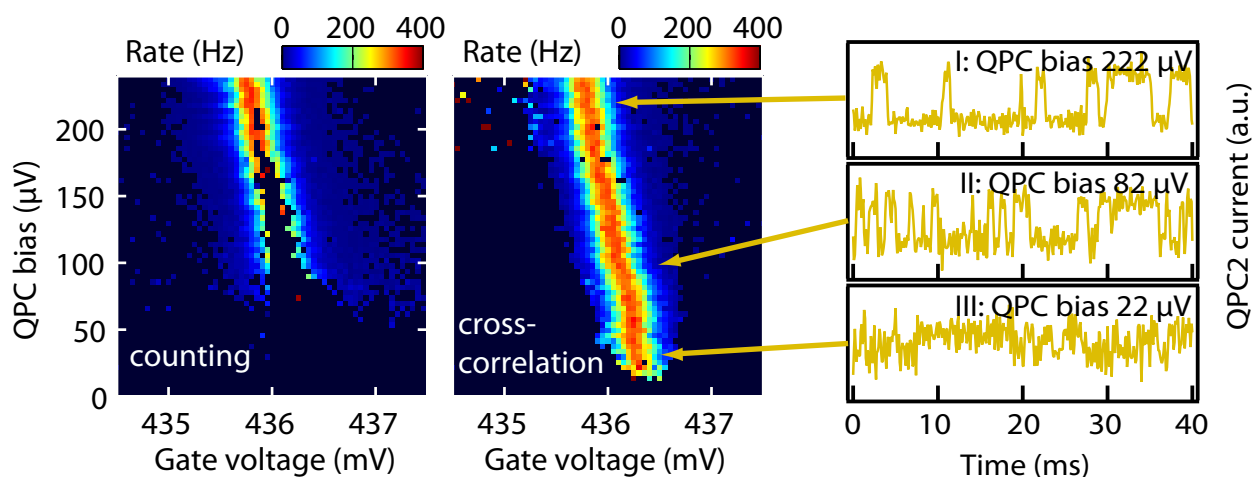 Rate (Hz)
0 200 400
QPC bias (µV)
200
150
100
50
0
counting
435 436 437
Gate voltage (mV)
Rate (Hz)
0 200 400
cross-
correlation
435 436 437
Gate voltage (mV)
I: QPC bias 222 µV
II: QPC bias 82 µV
III: QPC bias 22 µV
0 10 20 30 40
Time (ms)
QPC2 current (a.u.)